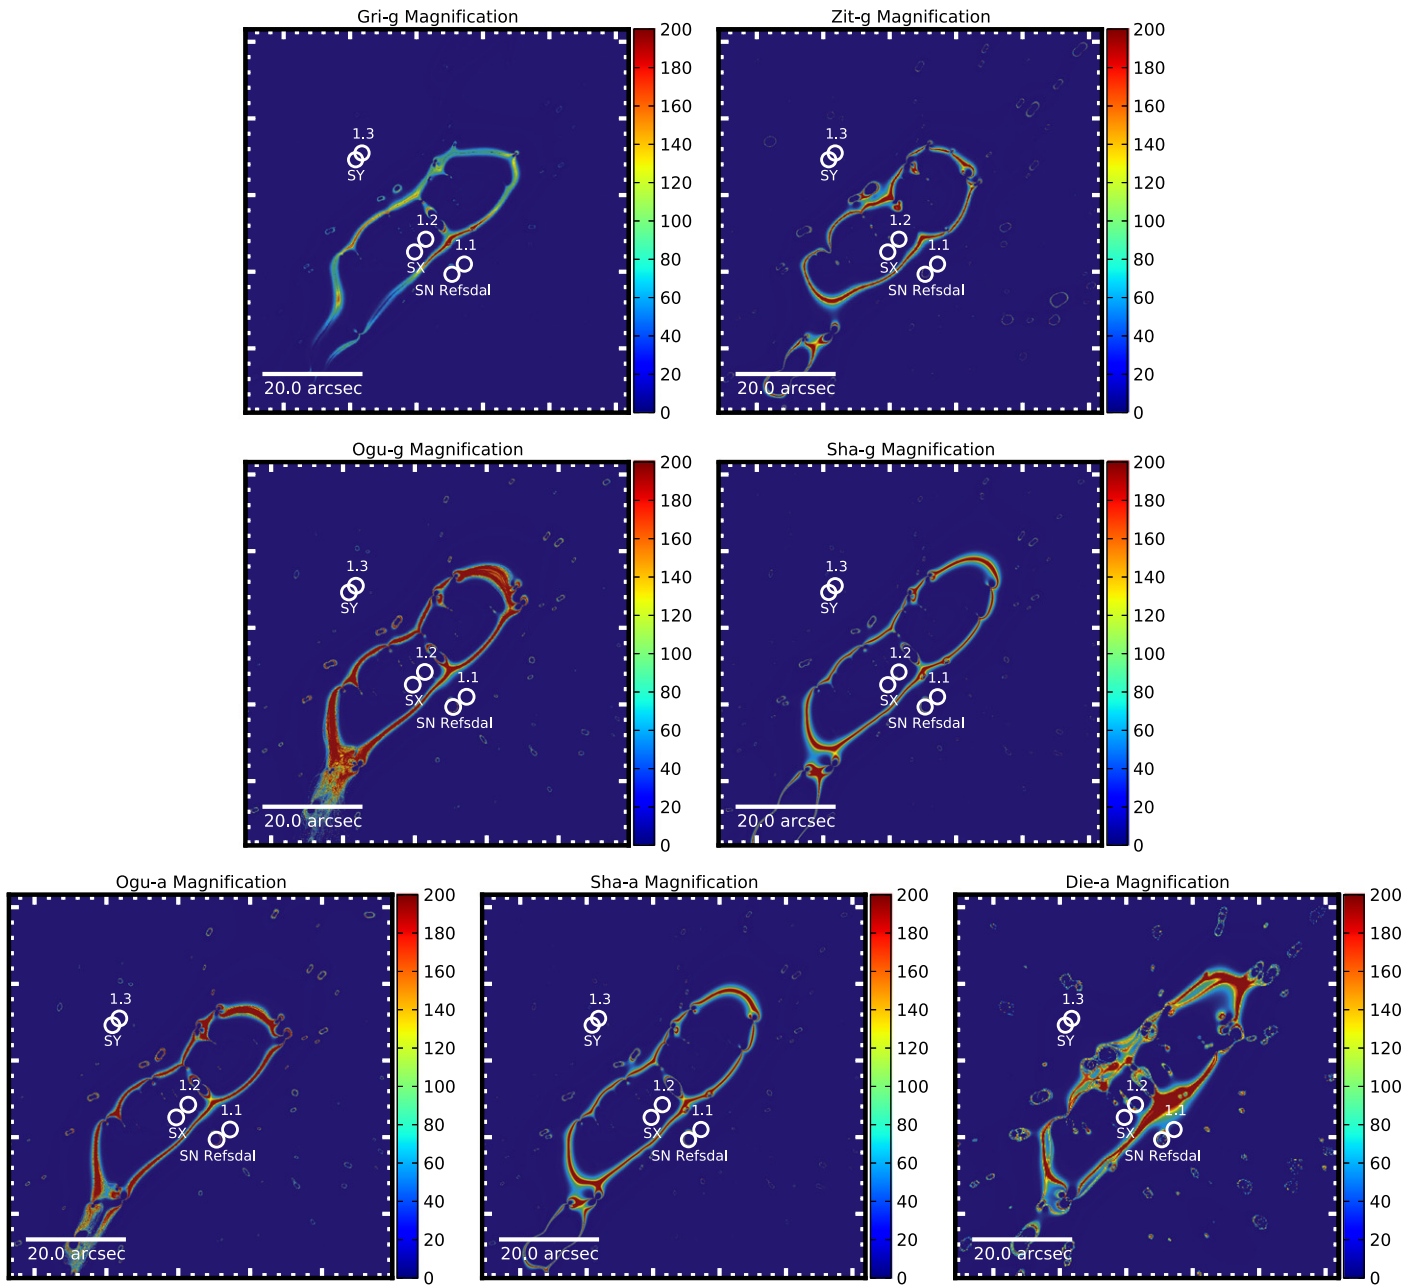 Gri-g Magnification
1.3
SY
1.2
SX
1.1
SN Refsdal
20.0 arcsec
200
180
160
140
120
100
80
60
40
20
0
Zit-g Magnification
1.3
SY
1.2
SX
1.1
SN Refsdal
20.0 arcsec
200
180
160
140
120
100
80
60
40
20
0
Ogu-g Magnification
1.3
SY
1.2
SX
1.1
SN Refsdal
20.0 arcsec
200
180
160
140
120
100
80
60
40
20
0
Sha-g Magnification
1.3
SY
1.2
SX
1.1
SN Refsdal
20.0 arcsec
200
180
160
140
120
100
80
60
40
20
0
Ogu-a Magnification
1.3
SY
1.2
SX
1.1
SN Refsdal
20.0 arcsec
200
180
160
140
120
100
80
60
40
20
0
Sha-a Magnification
1.3
SY
1.2
SX
1.1
SN Refsdal
20.0 arcsec
200
180
160
140
120
100
80
60
40
20
0
Die-a Magnification
1.3
SY
1.2
SX
1.1
SN Refsdal
20.0 arcsec
200
180
160
140
120
100
80
60
40
20
0